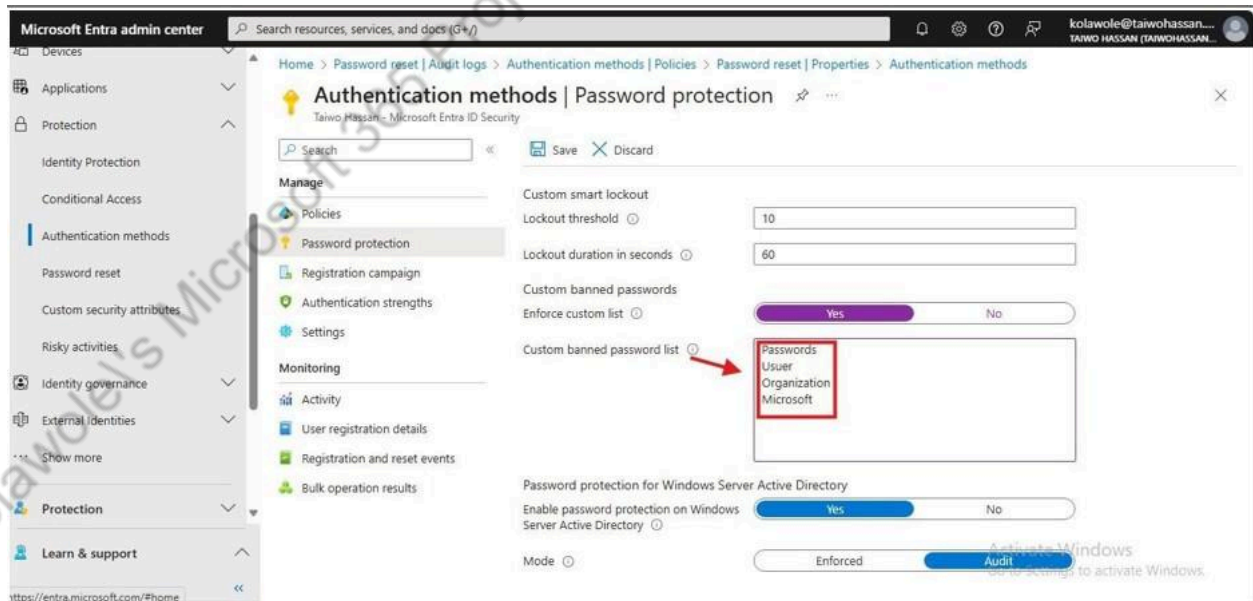 Microsoft Entra admin center
Search resources, services, and docs (G+/)
kolawole@taiwohassan....
TAIWO HASSAN (TAIWOHASSAN...
Devices
Applications
Protection
Identity Protection
Conditional Access
Authentication methods
Password reset
Custom security attributes
Risky activities
Identity governance
External Identities
Show more
Protection
Learn & support
https://entra.microsoft.com/#home
Home > Password reset | Audit logs > Authentication methods | Policies > Password reset | Properties > Authentication methods
Authentication methods | Password protection
Taiwo Hassan - Microsoft Entra ID Security
Search
Manage
Policies
Password protection
Registration campaign
Authentication strengths
Settings
Monitoring
Activity
User registration details
Registration and reset events
Bulk operation results
Save Discard
Custom smart lockout
Lockout threshold 10
Lockout duration in seconds 60
Custom banned passwords
Enforce custom list Yes No
Custom banned password list
Passwords
Usuer
Organization
Microsoft
Password protection for Windows Server Active Directory
Enable password protection on Windows
Server Active Directory Yes No
Mode Enforced Audit
Activate Windows
Go to Settings to activate Windows.